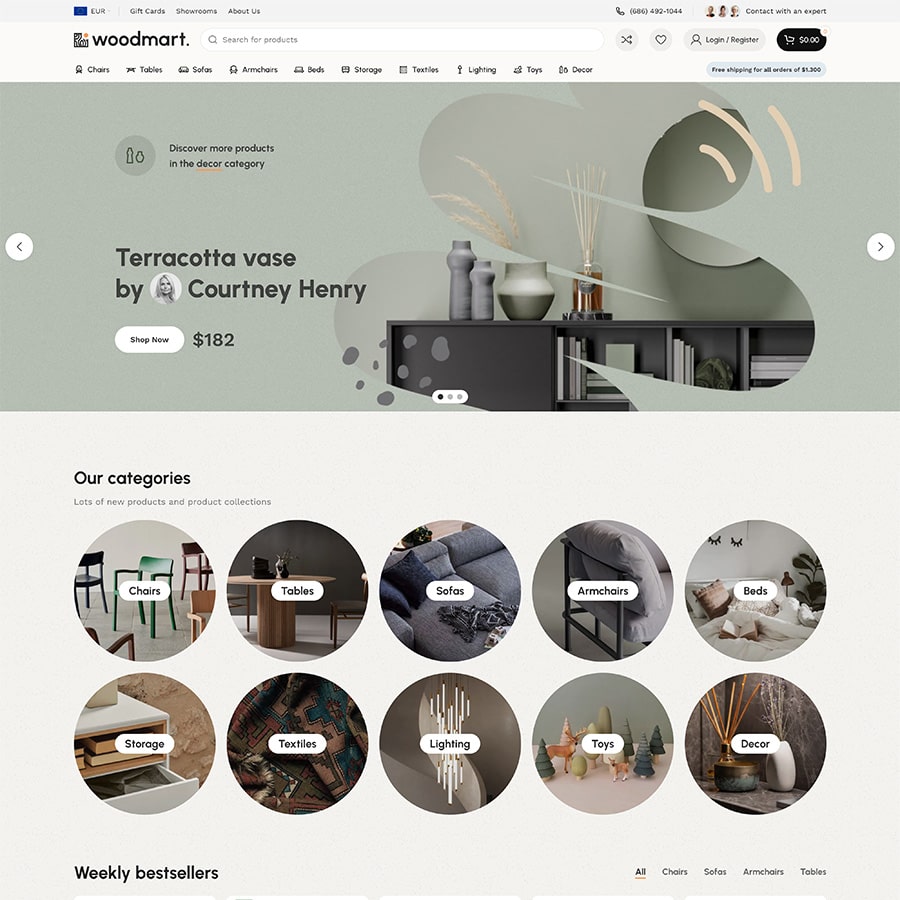 EUR
Gift Cards
Showrooms
About Us
(686) 492-1044
Contact with an expert
woodmart.
Search for products
Login / Register
$0.00
Chairs
Tables
Sofas
Armchairs
Beds
Storage
Textiles
Lighting
Toys
Decor
Free shipping for all orders of $1.300
Discover more products
in the decor category
Terracotta vase
by Courtney Henry
Shop Now
$182
Our categories
Lots of new products and product collections
Chairs
Tables
Sofas
Armchairs
Beds
Storage
Textiles
Lighting
Toys
Decor
Weekly bestsellers
All
Chairs
Sofas
Armchairs
Tables